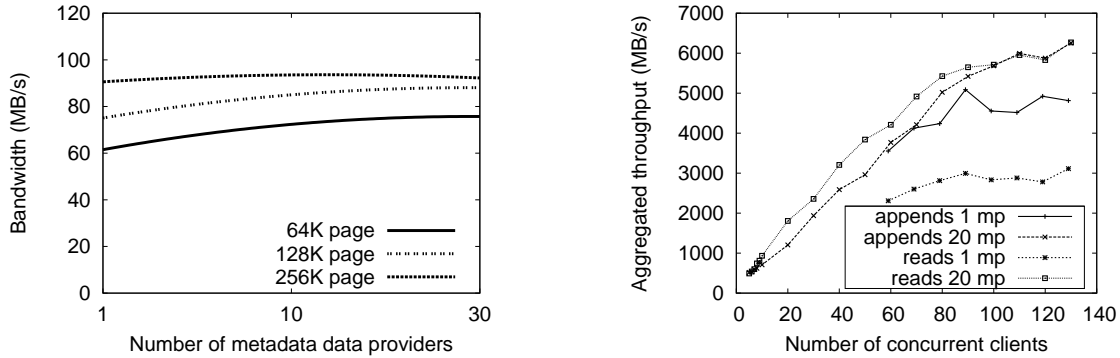 Bandwidth (MB/s)
120
100
80
60
40
20
0
64K page
128K page
256K page
1
10
30
Number of metadata data providers
Aggregated throughput (MB/s)
7000
6000
5000
4000
3000
2000
1000
0
appends 1 mp
appends 20 mp
reads 1 mp
reads 20 mp
0 20 40 60 80 100 120 140
Number of concurrent clients